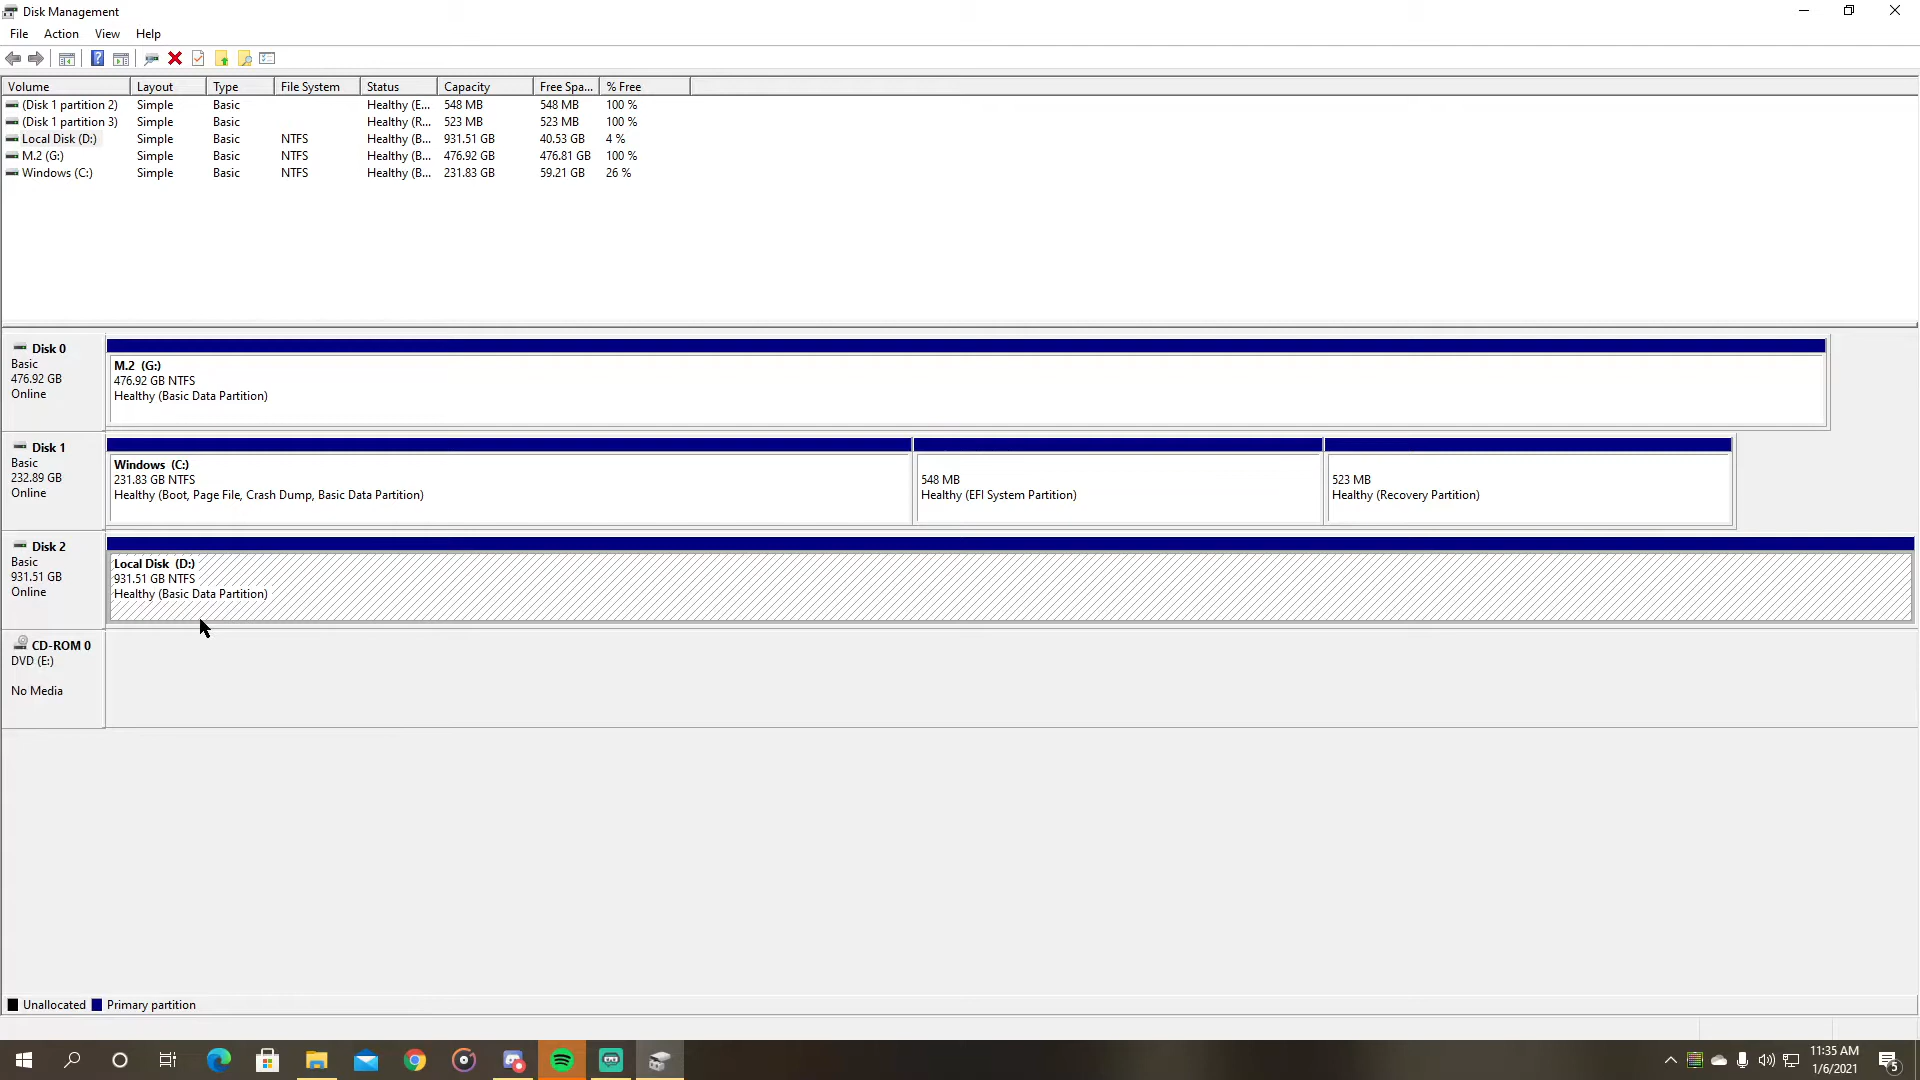 Disk Management
File Action View Help
Volume Layout Type File System Status Capacity Free Spa... % Free
(Disk 1 partition 2) Simple Basic Healthy (E... 548 MB 548 MB 100 %
(Disk 1 partition 3) Simple Basic Healthy (R... 523 MB 523 MB 100 %
Local Disk (D:) Simple Basic NTFS Healthy (B... 931.51 GB 40.53 GB 4 %
M.2 (G:) Simple Basic NTFS Healthy (B... 476.92 GB 476.81 GB 100 %
Windows (C:) Simple Basic NTFS Healthy (B... 231.83 GB 59.21 GB 26 %
Disk 0
Basic
476.92 GB
Online
M.2 (G:)
476.92 GB NTFS
Healthy (Basic Data Partition)
Disk 1
Basic
232.89 GB
Online
Windows (C:)
231.83 GB NTFS
Healthy (Boot, Page File, Crash Dump, Basic Data Partition)
548 MB
Healthy (EFI System Partition)
523 MB
Healthy (Recovery Partition)
Disk 2
Basic
931.51 GB
Online
Local Disk (D:)
931.51 GB NTFS
Healthy (Basic Data Partition)
CD-ROM 0
DVD (E:)
No Media
Unallocated Primary partition
11:35 AM
1/6/2021
5